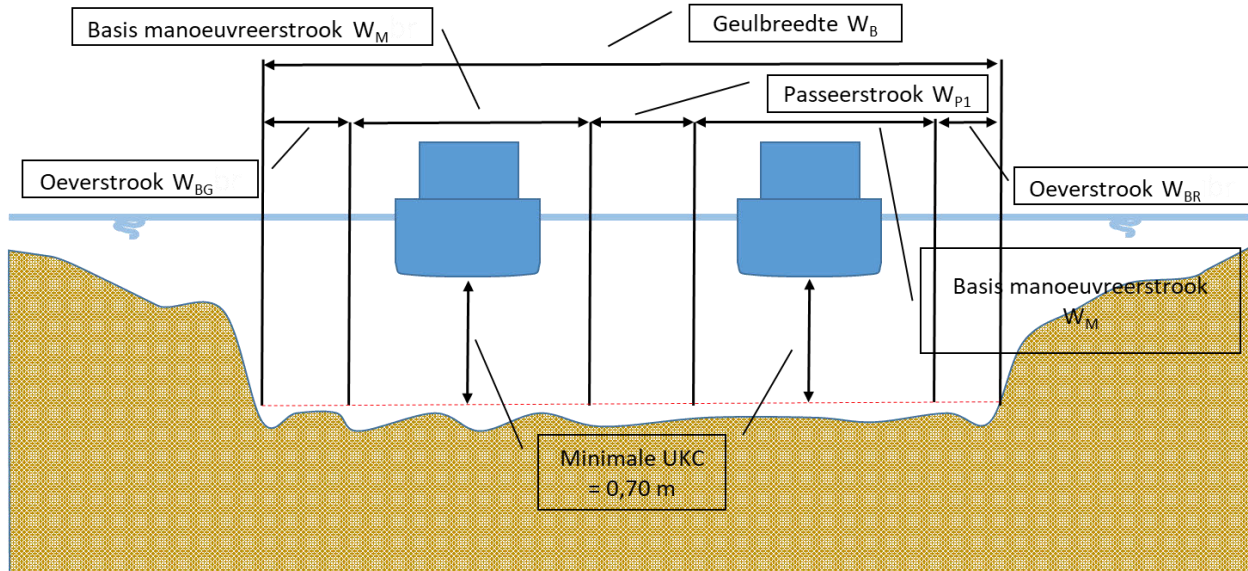 Basis manoeuvreerstrook W_M
Geulbreedte W_B
Passeerstrook W_P1
Oeverstrook W_BG
Oeverstrook W_BR
Basis manoeuvreerstrook
W_M
Minimale UKC
= 0,70 m